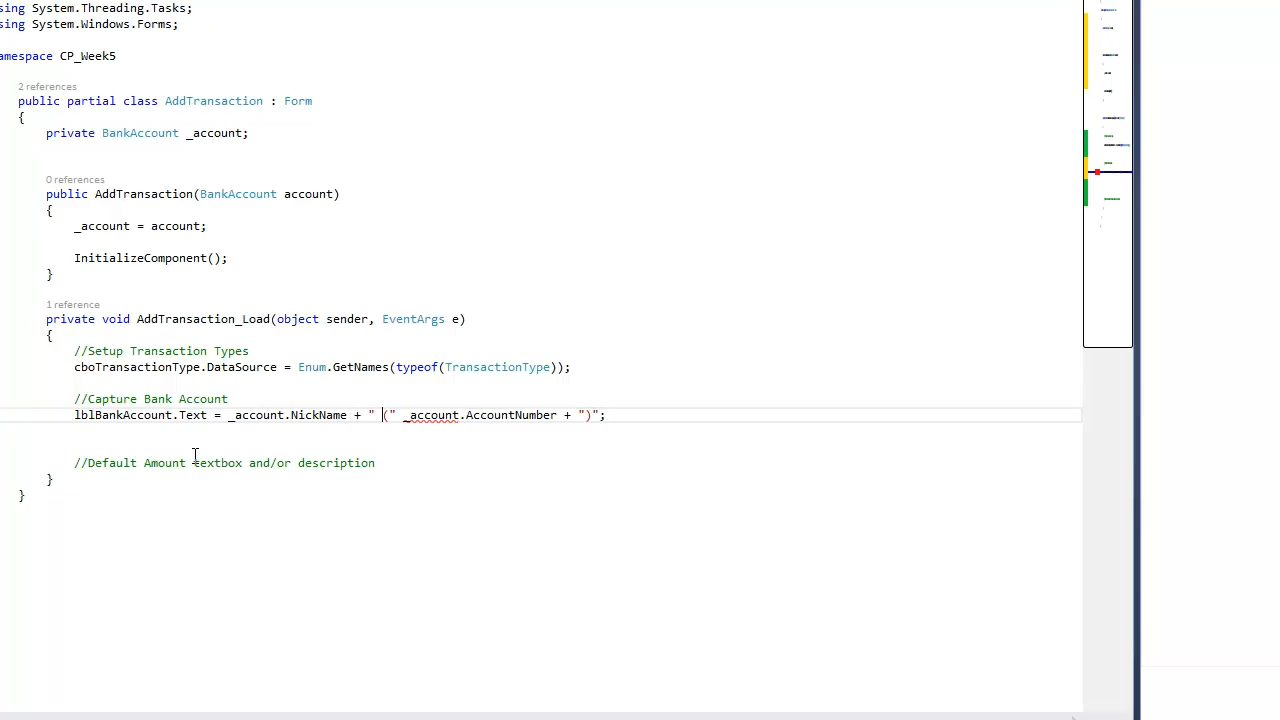 sing System.Threading.Tasks;
sing System.Windows.Forms;
amespace CP_Week5
2 references
public partial class AddTransaction : Form
{
private BankAccount _account;
0 references
public AddTransaction(BankAccount account)
{
_account = account;
InitializeComponent();
}
1 reference
private void AddTransaction_Load(object sender, EventArgs e)
{
//Setup Transaction Types
cboTransactionType.DataSource = Enum.GetNames(typeof(TransactionType));
//Capture Bank Account
lblBankAccount.Text = _account.NickName + " (" _account.AccountNumber + ")";
//Default Amount textbox and/or description
}
}